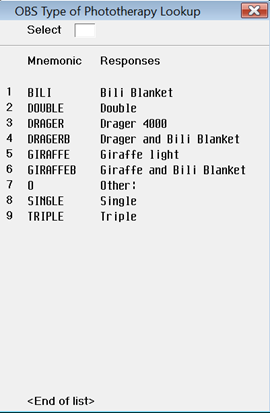 OBS Type of Phototherapy Lookup
Select
Mnemonic Responses
1 BILI Bili Blanket
2 DOUBLE Double
3 DRAGER Drager 4000
4 DRAGERB Drager and Bili Blanket
5 GIRAFFE Giraffe light
6 GIRAFFEB Giraffe and Bili Blanket
7 O Other:
8 SINGLE Single
9 TRIPLE Triple
<End of list>